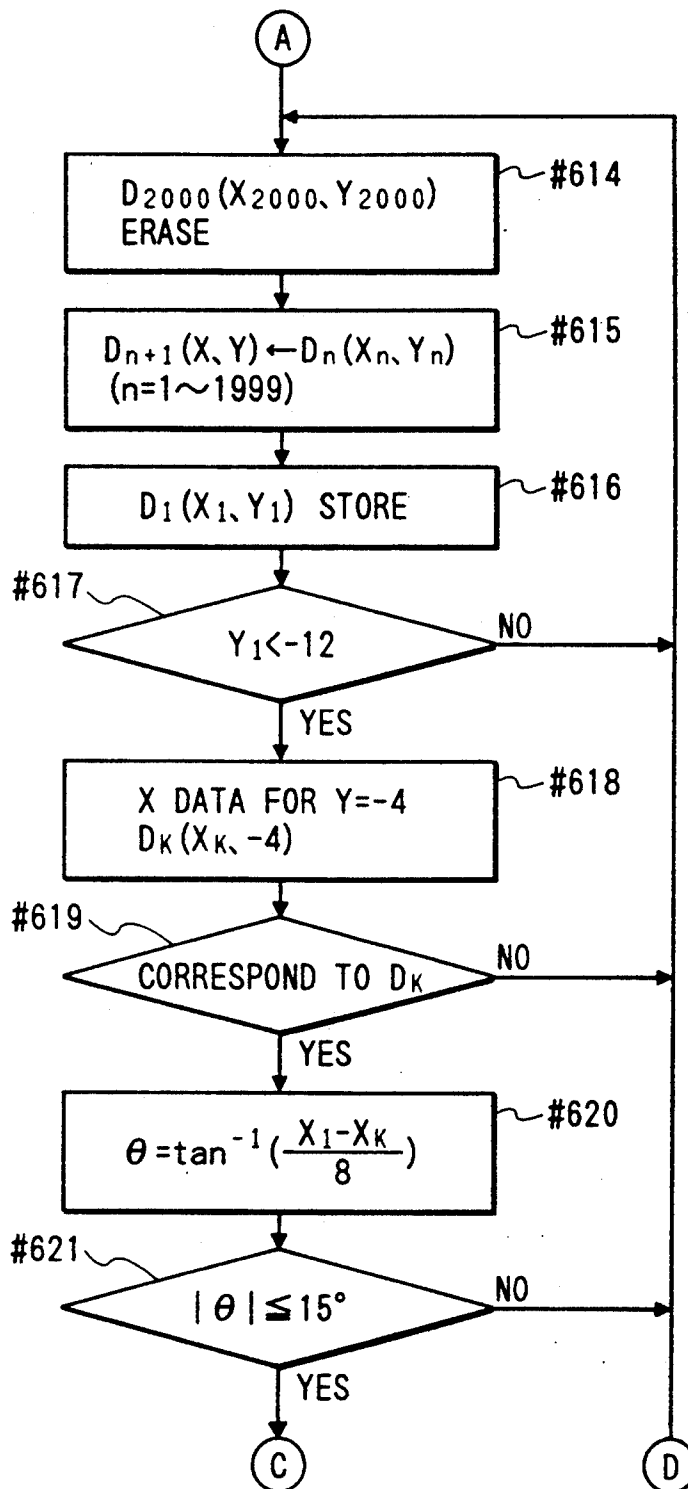 A
D2000(X2000、Y2000)
ERASE
#614
Dn+1(X、Y)←Dn(Xn、Yn)
(n=1~1999)
#615
D1(X1、Y1) STORE
#616
#617
Y1<-12
NO
YES
X DATA FOR Y=-4
DK(XK、-4)
#618
#619
CORRESPOND TO DK
NO
YES
θ=tan-1(X1-XK/8)
#620
#621
|θ|≦15°
NO
YES
C
D